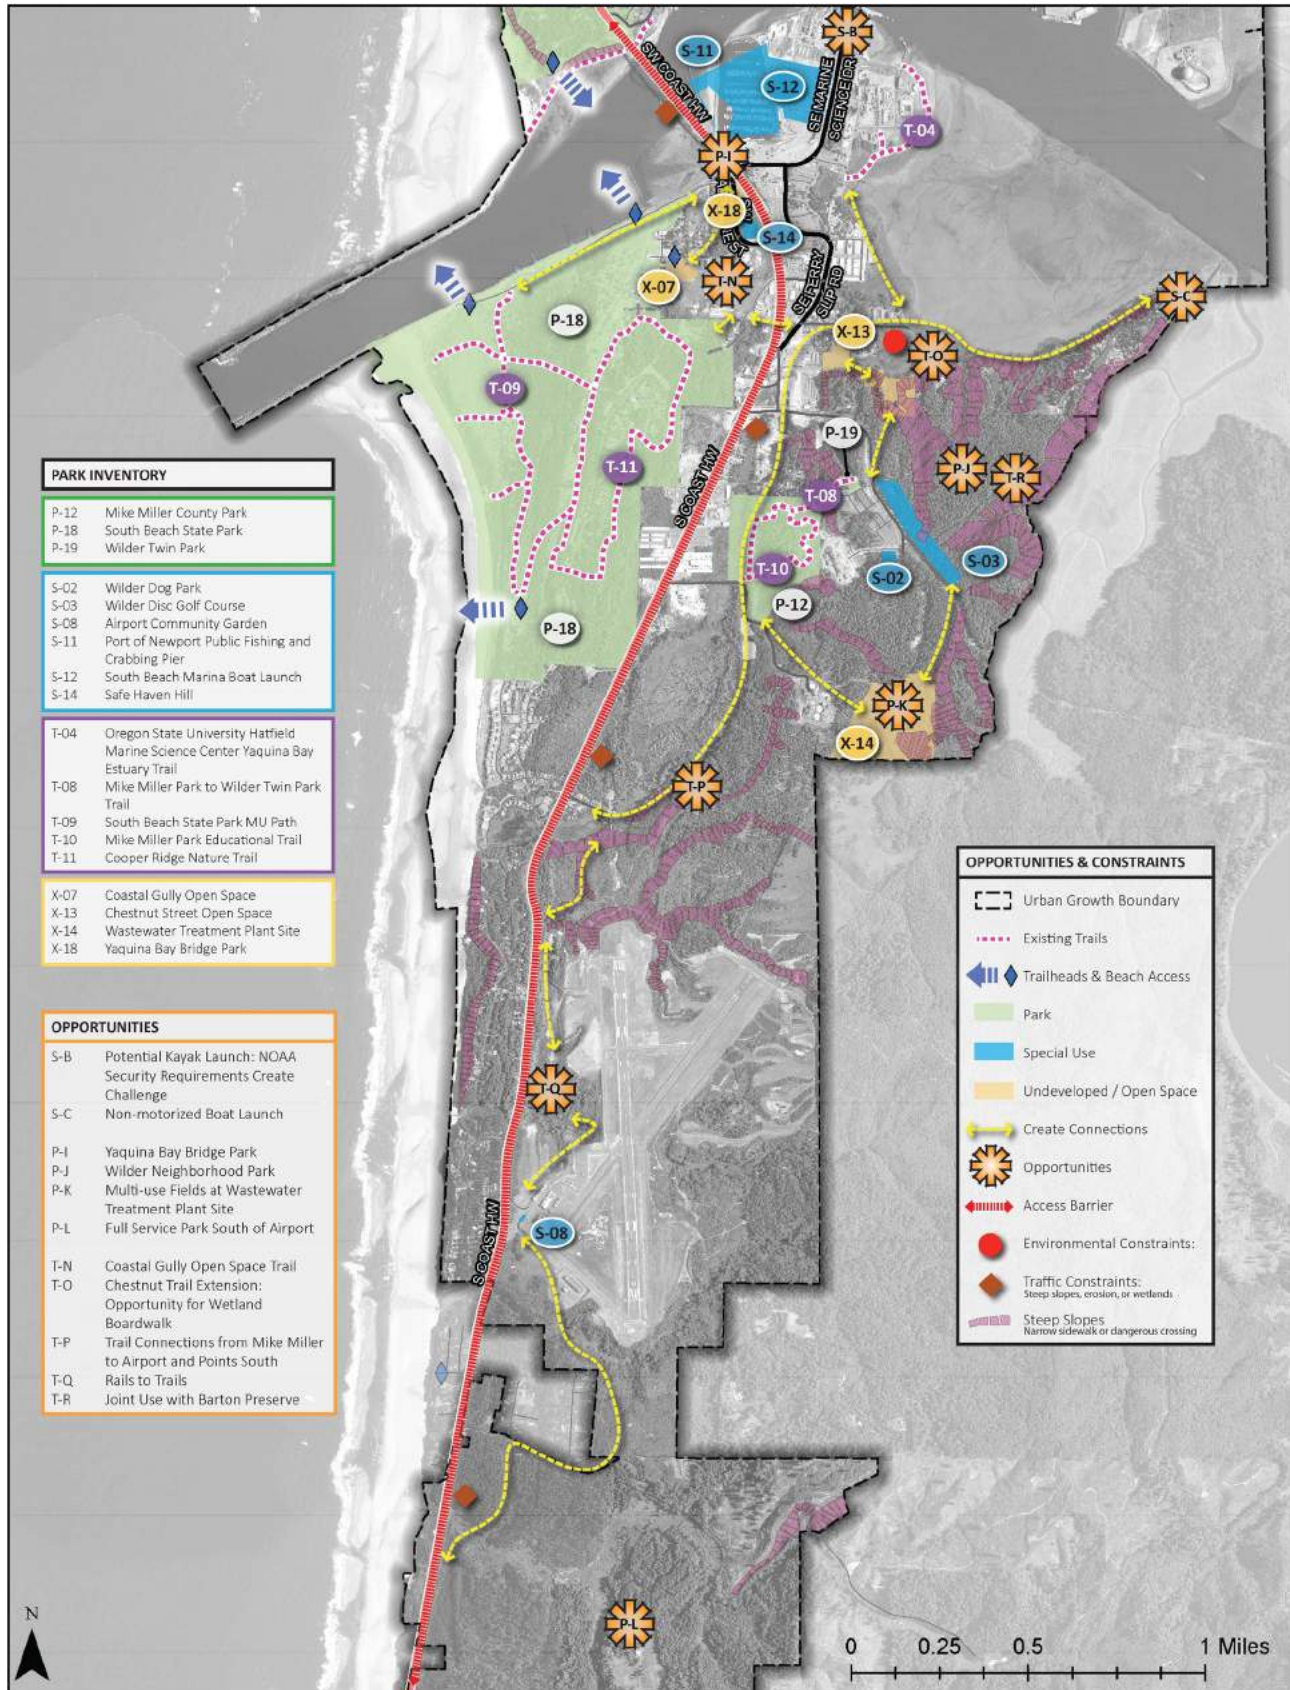 S-B
S-11
SW COAST HW
S-12
SE MARINE
SCIENCE DR
T-04
P-I
X-18
S-14
X-07
T-N
SE FERRY
SLIP RD
S-C
P-18
X-13
T-O
T-09
P-19
P-J
T-R
T-11
T-08
S COAST HW
T-10
S-02
S-03
P-12
P-18
P-K
X-14
T-P
T-Q
S-08
S COAST HW
P-L
PARK INVENTORY
P-12 Mike Miller County Park
P-18 South Beach State Park
P-19 Wilder Twin Park
S-02 Wilder Dog Park
S-03 Wilder Disc Golf Course
S-08 Airport Community Garden
S-11 Port of Newport Public Fishing and
Crabbing Pier
S-12 South Beach Marina Boat Launch
S-14 Safe Haven Hill
T-04 Oregon State University Hatfield
Marine Science Center Yaquina Bay
Estuary Trail
T-08 Mike Miller Park to Wilder Twin Park
Trail
T-09 South Beach State Park MU Path
T-10 Mike Miller Park Educational Trail
T-11 Cooper Ridge Nature Trail
X-07 Coastal Gully Open Space
X-13 Chestnut Street Open Space
X-14 Wastewater Treatment Plant Site
X-18 Yaquina Bay Bridge Park
OPPORTUNITIES
S-B Potential Kayak Launch: NOAA
Security Requirements Create
Challenge
S-C Non-motorized Boat Launch
P-I Yaquina Bay Bridge Park
P-J Wilder Neighborhood Park
P-K Multi-use Fields at Wastewater
Treatment Plant Site
P-L Full Service Park South of Airport
T-N Coastal Gully Open Space Trail
T-O Chestnut Trail Extension:
Opportunity for Wetland
Boardwalk
T-P Trail Connections from Mike Miller
to Airport and Points South
T-Q Rails to Trails
T-R Joint Use with Barton Preserve
OPPORTUNITIES & CONSTRAINTS
Urban Growth Boundary
Existing Trails
Trailheads & Beach Access
Park
Special Use
Undeveloped / Open Space
Create Connections
Opportunities
Access Barrier
Environmental Constraints:
Traffic Constraints:
Steep slopes, erosion, or wetlands
Steep Slopes
Narrow sidewalk or dangerous crossing
N
0 0.25 0.5 1 Miles